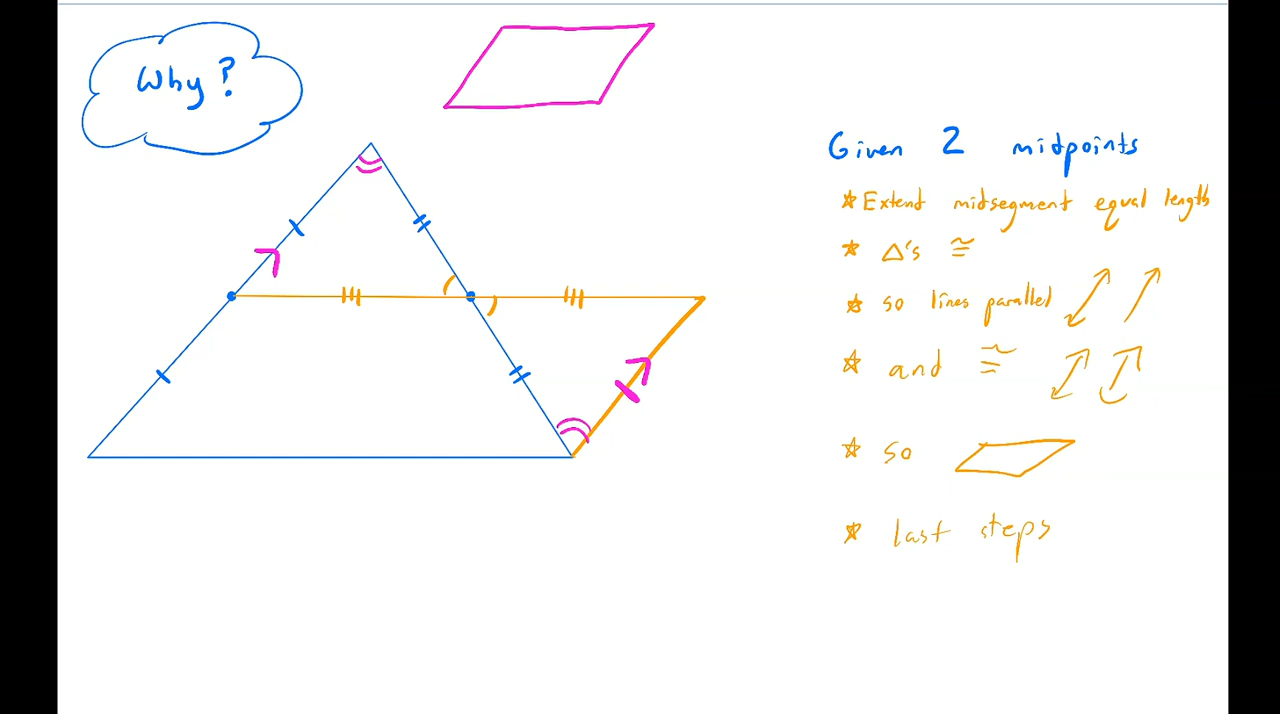 Why?
Given 2 midpoints
☆ Extend midsegment equal length
☆ △'s ≅
☆ so lines parallel
☆ and ≅
☆ so
☆ last steps